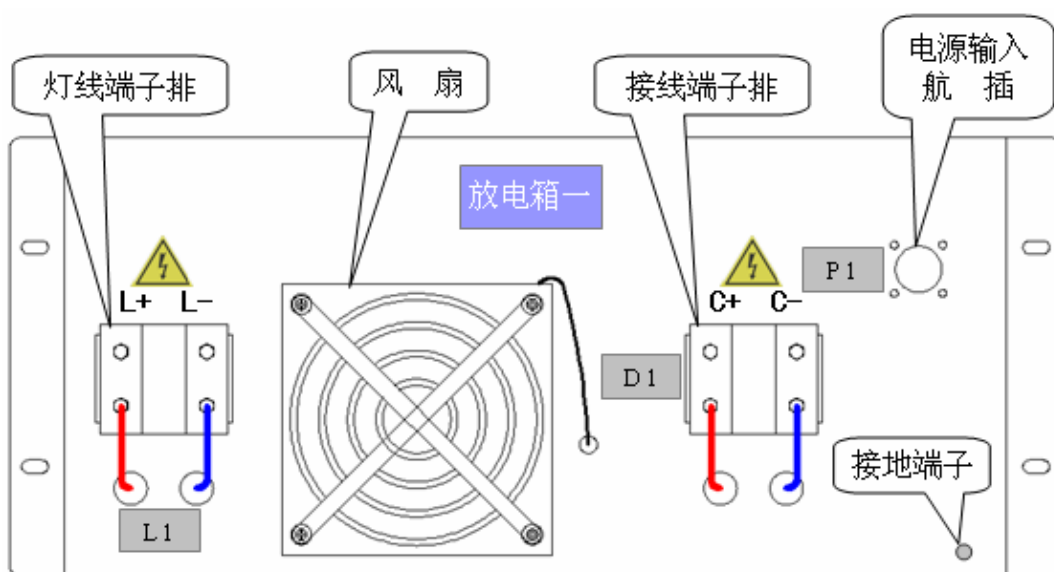 灯线端子排
风 扇
接线端子排
电源输入
航 插
放电箱一
P1
L+ L-
C+ C-
D1
接地端子
L1